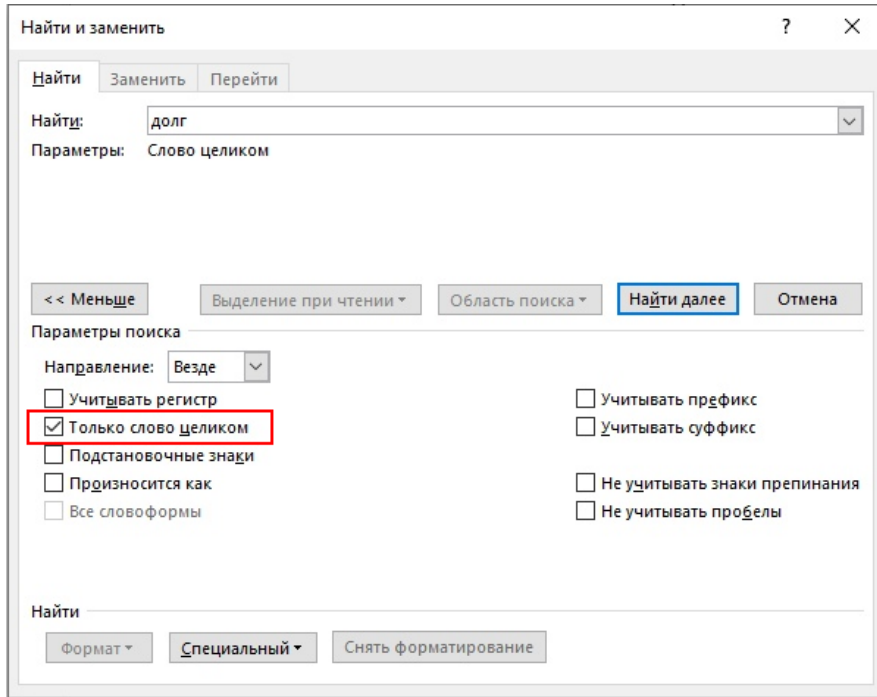 Найти и заменить
Найти Заменить Перейти
Найти: долг
Параметры: Слово целиком
<< Меньше Выделение при чтении Область поиска Найти далее Отмена
Параметры поиска
Направление: Везде
Учитывать регистр Учитывать префикс
Только слово целиком Учитывать суффикс
Подстановочные знаки
Произносится как Не учитывать знаки препинания
Все словоформы Не учитывать пробелы
Найти
Формат Специальный Снять форматирование